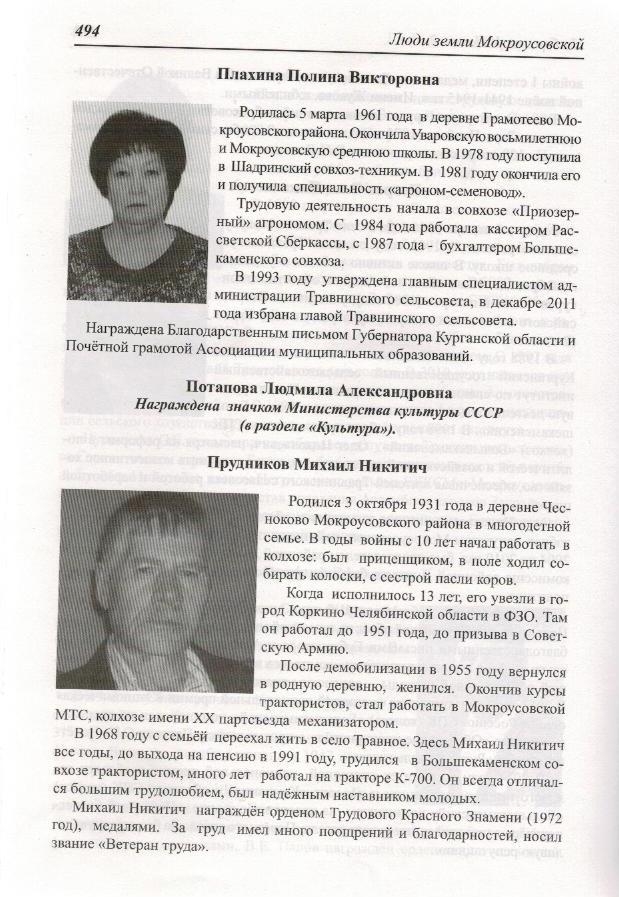 494
Люди земли Мокроусовской
Плахина Полина Викторовна
Родилась 5 марта 1961 года в деревне Грамотеево Мо-
кроусовского района. Окончила Уваровскую восьмилетнюю
и Мокроусовскую среднюю школы. В 1978 году поступила
в Шадринский совхоз-техникум. В 1981 году окончила его
и получила специальность «агроном-семеновод».
Трудовую деятельность начала в совхозе «Приозер-
ный» агрономом. С 1984 года работала кассиром Рас-
светской Сберкассы, с 1987 года - бухгалтером Больше-
каменского совхоза.
В 1993 году утверждена главным специалистом ад-
министрации Травнинского сельсовета, в декабре 2011
года избрана главой Травнинского сельсовета.
Награждена Благодарственным письмом Губернатора Курганской области и
Почётной грамотой Ассоциации муниципальных образований.
Потапова Людмила Александровна
Награждена значком Министерства культуры СССР
(в разделе «Культура»).
Прудников Михаил Никитич
Родился 3 октября 1931 года в деревне Чес-
ноково Мокроусовского района в многодетной
семье. В годы войны с 10 лет начал работать в
колхозе: был прицепщиком, в поле ходил со-
бирать колоски, с сестрой пасли коров.
Когда исполнилось 13 лет, его увезли в го-
род Коркино Челябинской области в ФЗО. Там
он работал до 1951 года, до призыва в Совет-
скую Армию.
После демобилизации в 1955 году вернулся
в родную деревню, женился. Окончив курсы
трактористов, стал работать в Мокроусовской
МТС, колхозе имени XX партсъезда механизатором.
В 1968 году с семьёй переехал жить в село Травное. Здесь Михаил Никитич
все годы, до выхода на пенсию в 1991 году, трудился в Большекаменском со-
вхозе трактористом, много лет работал на тракторе К-700. Он всегда отличал-
ся большим трудолюбием, был надёжным наставником молодых.
Михаил Никитич награждён орденом Трудового Красного Знамени (1972
год), медалями. За труд имел много поощрений и благодарностей, носил
звание «Ветеран труда».